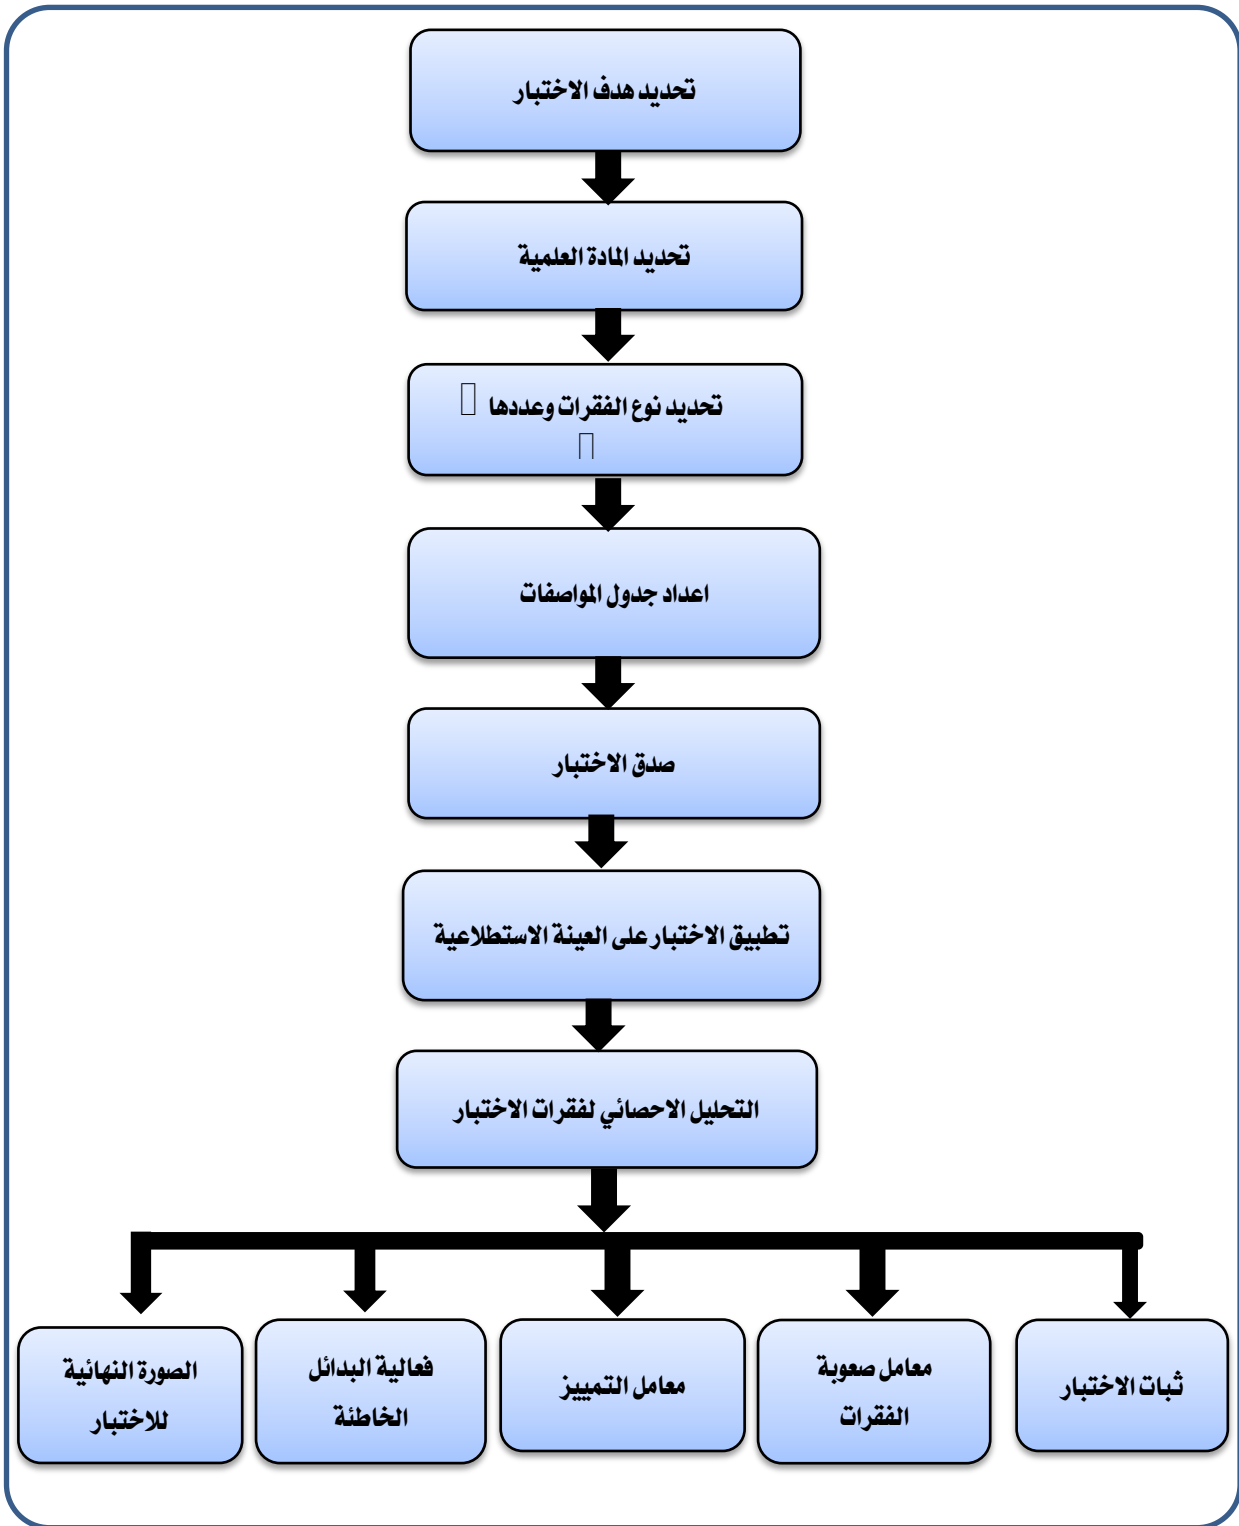 تحديد هدف الاختبار
تحديد المادة العلمية
تحديد نوع الفقرات وعددها
اعداد جدول المواصفات
صدق الاختبار
تطبيق الاختبار على العينة الاستطلاعية
التحليل الاحصائي لفقرات الاختبار
ثبات الاختبار
معامل صعوبة
الفقرات
معامل التمييز
فعالية البدائل
الخاطئة
الصورة النهائية
للاختبار